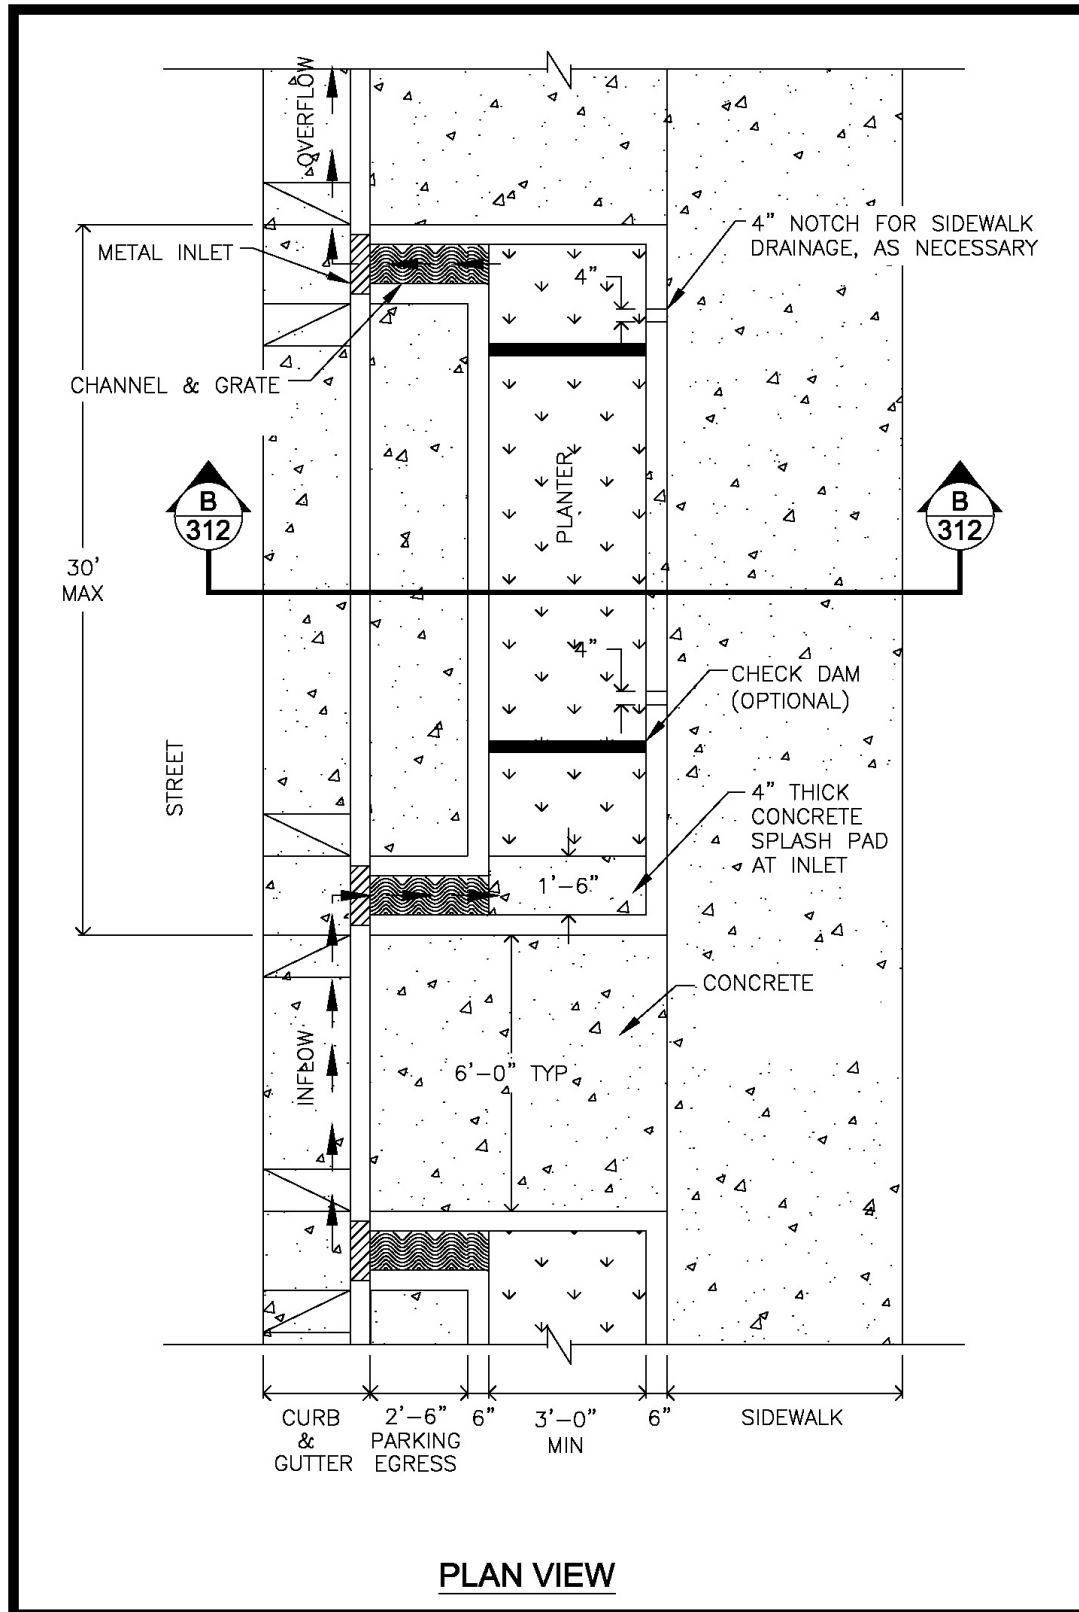 OVERFLOW
METAL INLET
4" NOTCH FOR SIDEWALK
DRAINAGE, AS NECESSARY
4"
CHANNEL & GRATE
B
312
B
312
PLANTER
30'
MAX
4"
CHECK DAM
(OPTIONAL)
STREET
4" THICK
CONCRETE
SPLASH PAD
AT INLET
1'-6"
CONCRETE
INFLOW
6'-0" TYP
CURB
&
GUTTER
2'-6"
PARKING
EGRESS
6"
3'-0"
MIN
6"
SIDEWALK
PLAN VIEW